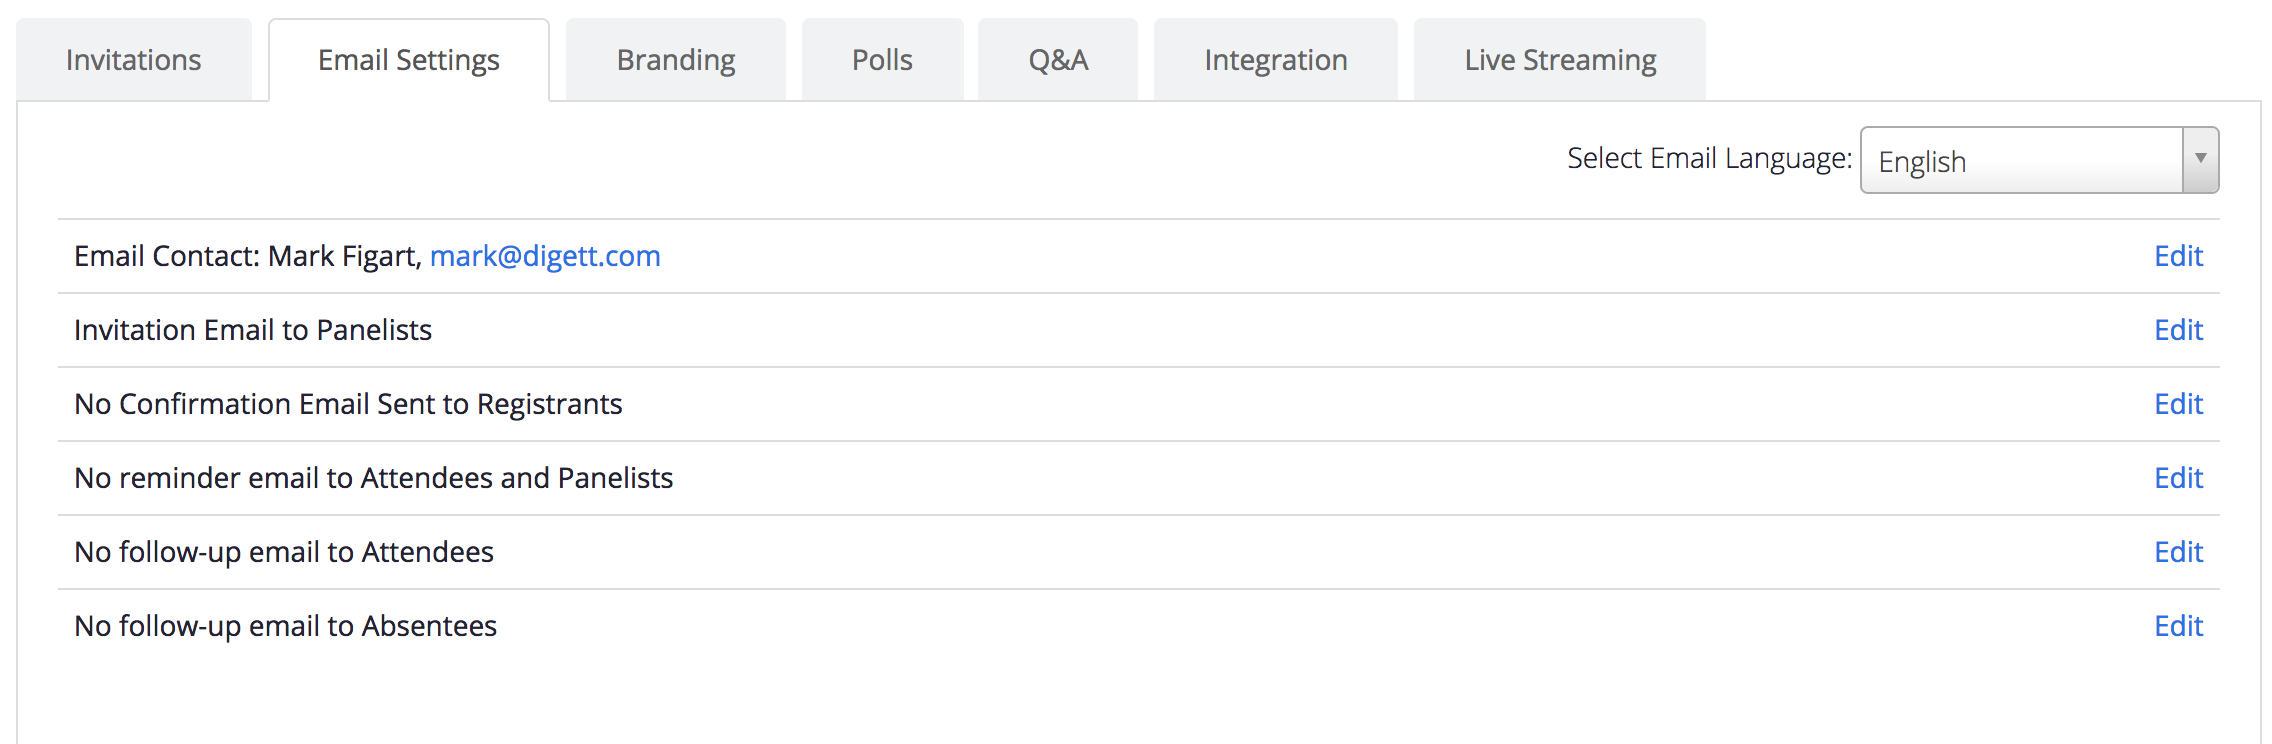 Invitations Email Settings Branding Polls Q&A Integration Live Streaming
Select Email Language: English
Email Contact: Mark Figart, mark@digett.com Edit
Invitation Email to Panelists Edit
No Confirmation Email Sent to Registrants Edit
No reminder email to Attendees and Panelists Edit
No follow-up email to Attendees Edit
No follow-up email to Absentees Edit